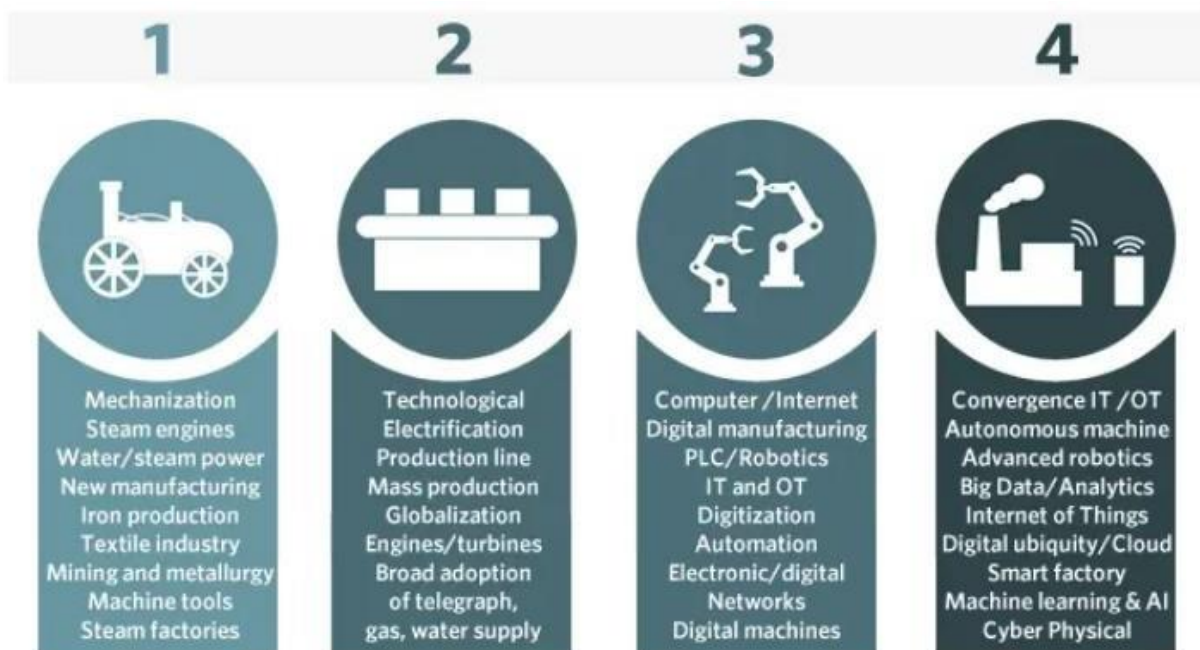 1
2
3
4
Mechanization
Steam engines
Water/steam power
New manufacturing
Iron production
Textile industry
Mining and metallurgy
Machine tools
Steam factories
Technological
Electrification
Production line
Mass production
Globalization
Engines/turbines
Broad adoption
of telegraph,
gas, water supply
Computer /Internet
Digital manufacturing
PLC/Robotics
IT and OT
Digitization
Automation
Electronic/digital
Networks
Digital machines
Convergence IT /OT
Autonomous machine
Advanced robotics
Big Data/Analytics
Internet of Things
Digital ubiquity/Cloud
Smart factory
Machine learning & AI
Cyber Physical